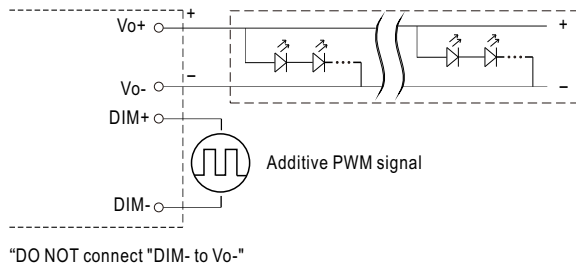 Vo+
+
+
Vo-
–
–
DIM+
Additive PWM signal
DIM-
“DO NOT connect "DIM- to Vo-"